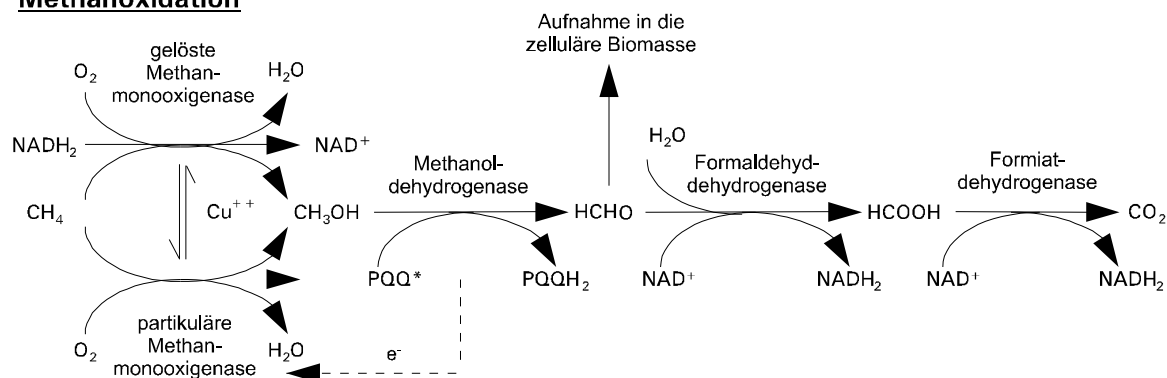 Methanoxidation
Aufnahme in die
zelluläre Biomasse
gelöste
Methan-
monooxigenase
O₂
H₂O
NADH₂
NAD⁺
H₂O
Methanol-
dehydrogenase
Formaldehyd-
dehydrogenase
Formiat-
dehydrogenase
CH₄
Cu⁺⁺
CH₃OH
HCHO
HCOOH
CO₂
PQQ*
PQQH₂
NAD⁺
NADH₂
NAD⁺
NADH₂
partikuläre
Methan-
monooxigenase
O₂
H₂O
e⁻